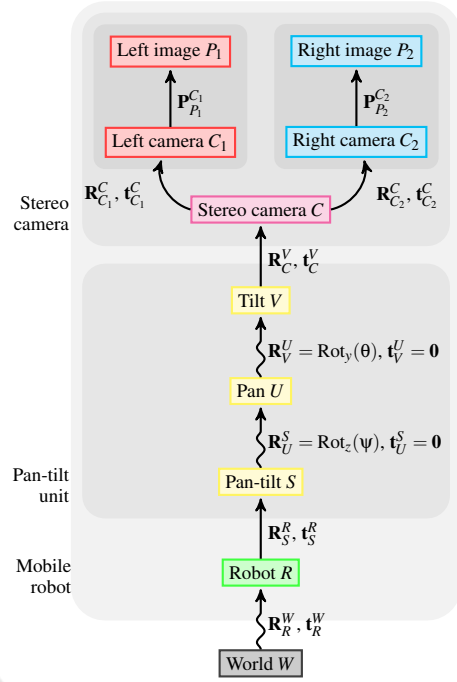 Left image P₁
Right image P₂
𝐏^{C₁}_{P₁}
𝐏^{C₂}_{P₂}
Left camera C₁
Right camera C₂
𝐑^C_{C₁}, 𝐭^C_{C₁}
𝐑^C_{C₂}, 𝐭^C_{C₂}
Stereo camera C
Stereo
camera
𝐑^V_C, 𝐭^V_C
Tilt V
𝐑^U_V = Rot_y(θ), 𝐭^U_V = 𝟎
Pan U
𝐑^S_U = Rot_z(ψ), 𝐭^S_U = 𝟎
Pan-tilt
unit
Pan-tilt S
𝐑^R_S, 𝐭^R_S
Mobile
robot
Robot R
𝐑^W_R, 𝐭^W_R
World W